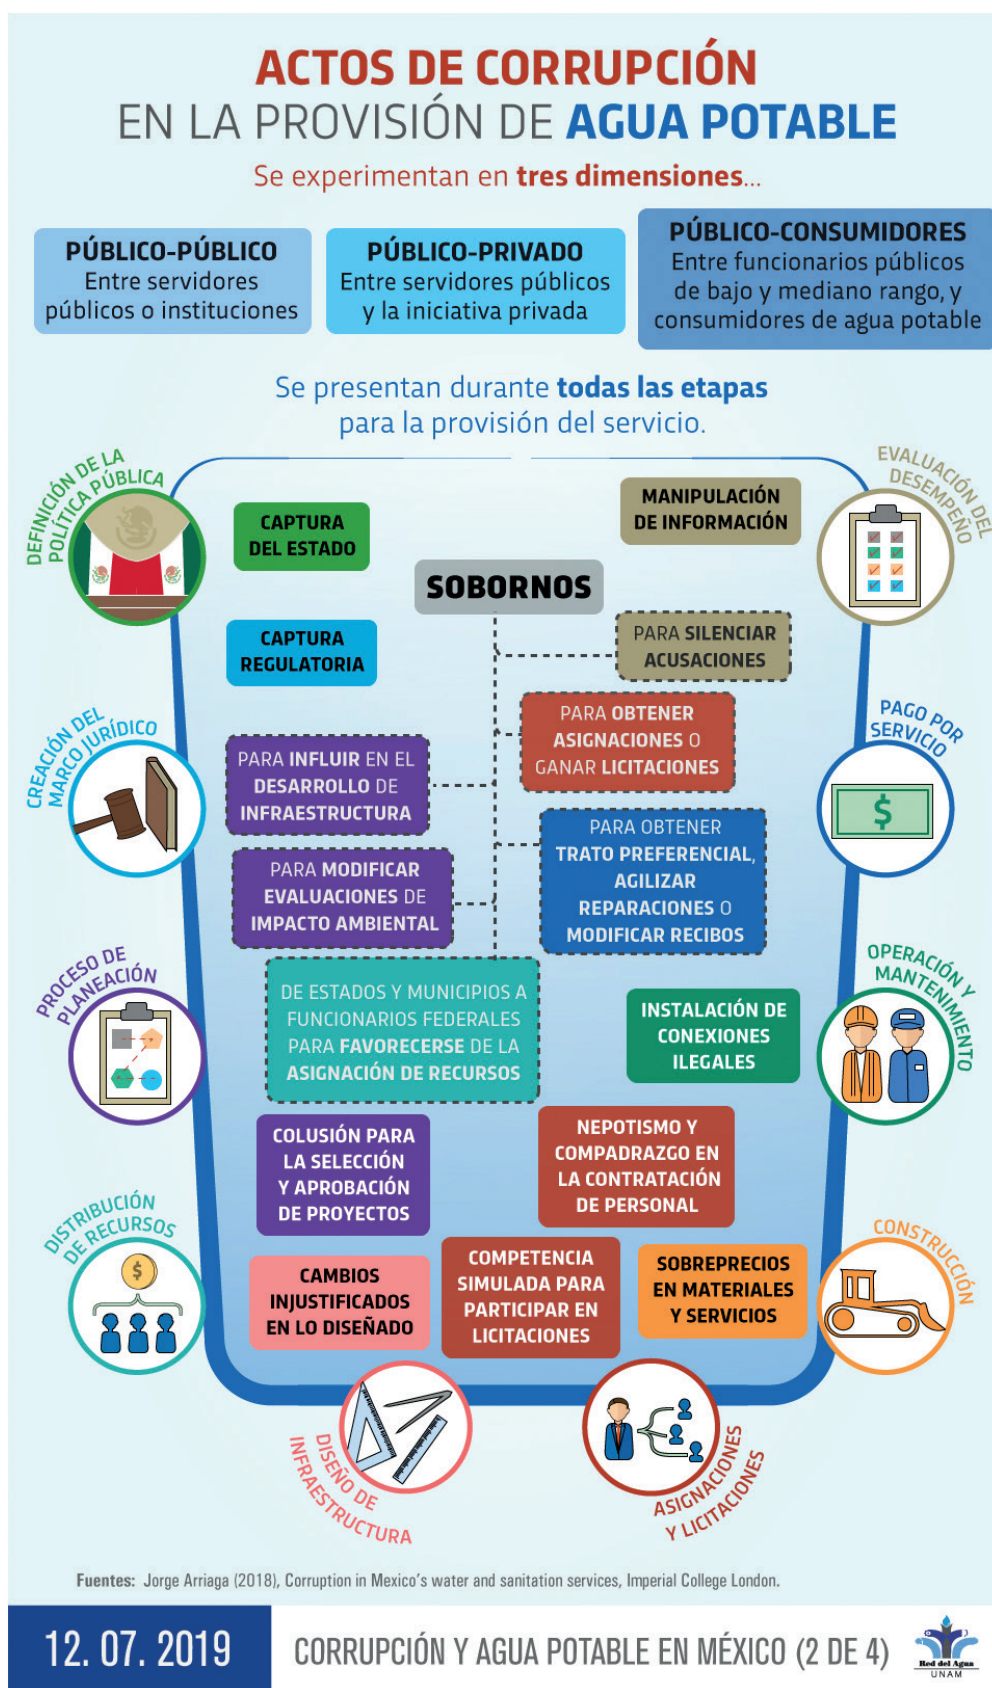 ACTOS DE CORRUPCIÓN
EN LA PROVISIÓN DE AGUA POTABLE
Se experimentan en tres dimensiones...
PÚBLICO-PÚBLICO
Entre servidores
públicos o instituciones
PÚBLICO-PRIVADO
Entre servidores públicos
y la iniciativa privada
PÚBLICO-CONSUMIDORES
Entre funcionarios públicos
de bajo y mediano rango, y
consumidores de agua potable
Se presentan durante todas las etapas
para la provisión del servicio.
DEFINICIÓN DE LA
POLÍTICA PÚBLICA
CAPTURA
DEL ESTADO
MANIPULACIÓN
DE INFORMACIÓN
EVALUACIÓN DEL
DESEMPEÑO
SOBORNOS
CAPTURA
REGULATORIA
PARA SILENCIAR
ACUSACIONES
CREACIÓN DEL
MARCO JURÍDICO
PARA OBTENER
ASIGNACIONES O
GANAR LICITACIONES
PAGO POR
SERVICIO
PARA INFLUIR EN EL
DESARROLLO DE
INFRAESTRUCTURA
PARA OBTENER
TRATO PREFERENCIAL,
AGILIZAR
REPARACIONES O
MODIFICAR RECIBOS
PARA MODIFICAR
EVALUACIONES DE
IMPACTO AMBIENTAL
PROCESO DE
PLANEACIÓN
DE ESTADOS Y MUNICIPIOS A
FUNCIONARIOS FEDERALES
PARA FAVORECERSE DE LA
ASIGNACIÓN DE RECURSOS
INSTALACIÓN DE
CONEXIONES
ILEGALES
OPERACIÓN Y
MANTENIMIENTO
COLUSIÓN PARA
LA SELECCIÓN
Y APROBACIÓN
DE PROYECTOS
NEPOTISMO Y
COMPADRAZGO EN
LA CONTRATACIÓN
DE PERSONAL
DISTRIBUCIÓN
DE RECURSOS
CAMBIOS
INJUSTIFICADOS
EN LO DISEÑADO
COMPETENCIA
SIMULADA PARA
PARTICIPAR EN
LICITACIONES
SOBREPRECIOS
EN MATERIALES
Y SERVICIOS
CONSTRUCCIÓN
DISEÑO DE
INFRAESTRUCTURA
ASIGNACIONES
Y LICITACIONES
Fuentes: Jorge Arriaga (2018), Corruption in Mexico's water and sanitation services, Imperial College London.
12. 07. 2019
CORRUPCIÓN Y AGUA POTABLE EN MÉXICO (2 DE 4)
Red del Agua
UNAM